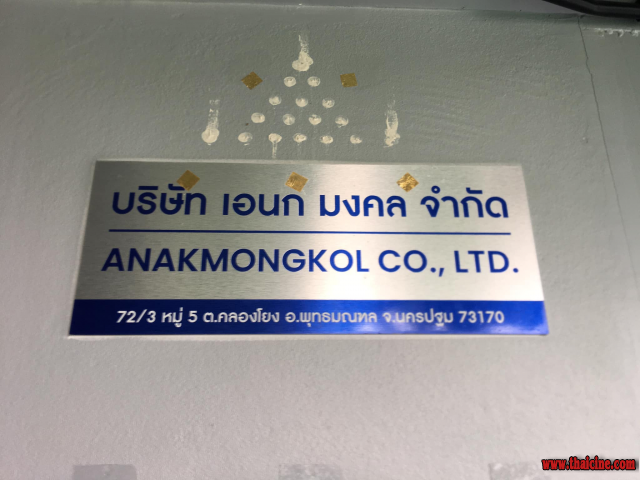 บริษัท เอนก มงคล จำกัด
ANAKMONGKOL CO., LTD.
72/3 หมู่ 5 ต.คลองโยง อ.พุทธมณฑล จ.นครปฐม 73170
www.thaicine.com